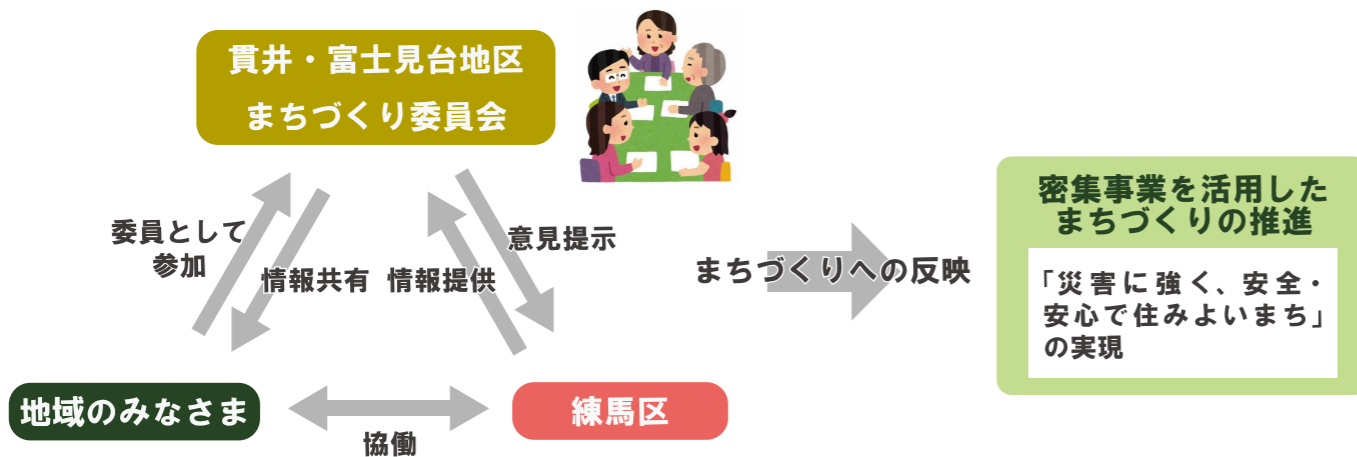 貫井・富士見台地区
まちづくり委員会
委員として
参加
情報共有
情報提供
意見提示
まちづくりへの反映
密集事業を活用した
まちづくりの推進
「災害に強く、安全・
安心で住みよいまち」
の実現
地域のみなさま
協働
練馬区